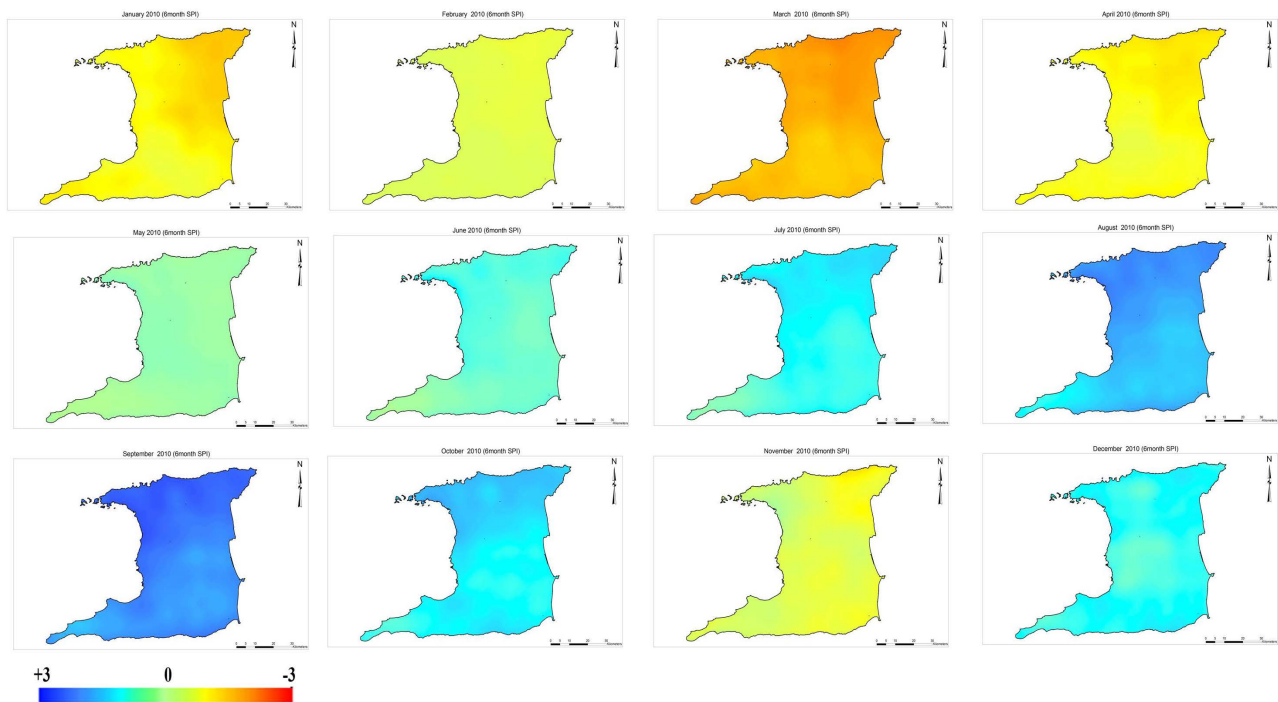 January 2010 (6month SPI)
February 2010 (6month SPI)
March 2010 (6month SPI)
April 2010 (6month SPI)
N
N
N
N
May 2010 (6month SPI)
June 2010 (6month SPI)
July 2010 (6month SPI)
August 2010 (6month SPI)
N
N
N
N
September 2010 (6month SPI)
October 2010 (6month SPI)
November 2010 (6month SPI)
December 2010 (6month SPI)
N
N
N
N
+3 0 -3